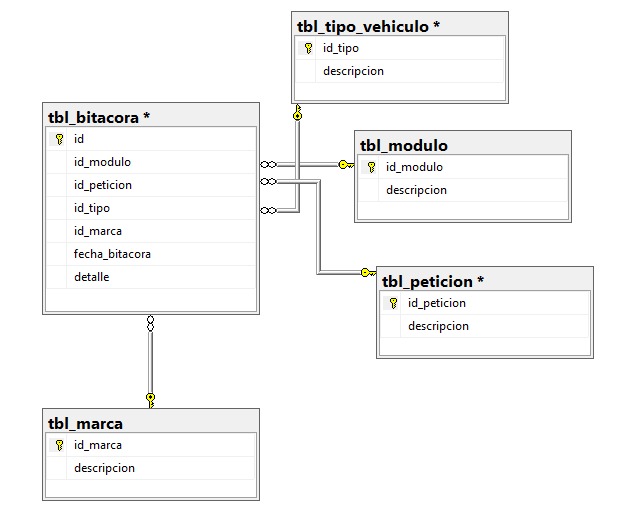 tbl_tipo_vehiculo *
id_tipo
descripcion
tbl_bitacora *
id
id_modulo
id_peticion
id_tipo
id_marca
fecha_bitacora
detalle
tbl_modulo
id_modulo
descripcion
tbl_peticion *
id_peticion
descripcion
tbl_marca
id_marca
descripcion